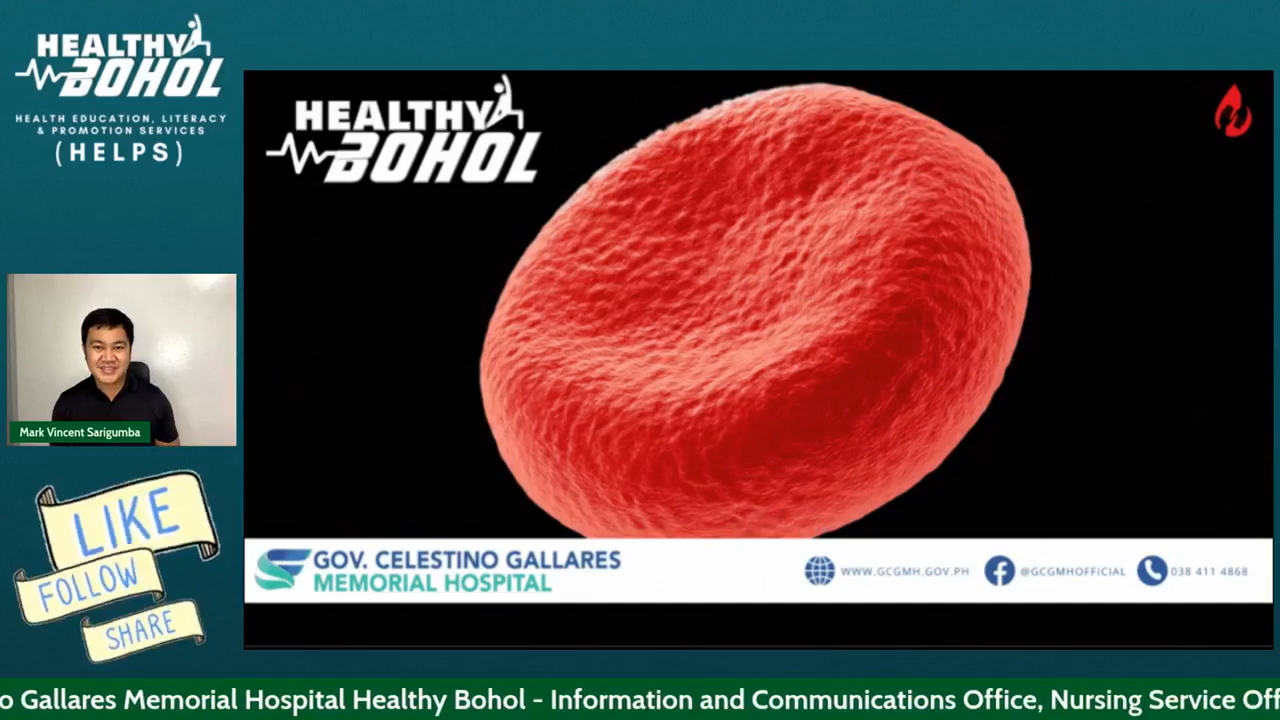 HEALTHY
BOHOL
HEALTH EDUCATION, LITERACY
& PROMOTION SERVICES
(HELPS)
HEALTHY
BOHOL
Mark Vincent Sarigumba
LIKE
FOLLOW
SHARE
GOV. CELESTINO GALLARES
MEMORIAL HOSPITAL
WWW.GCGMH.GOV.PH
@GCGMHOFFICIAL
038 411 4868
o Gallares Memorial Hospital Healthy Bohol - Information and Communications Office, Nursing Service Off